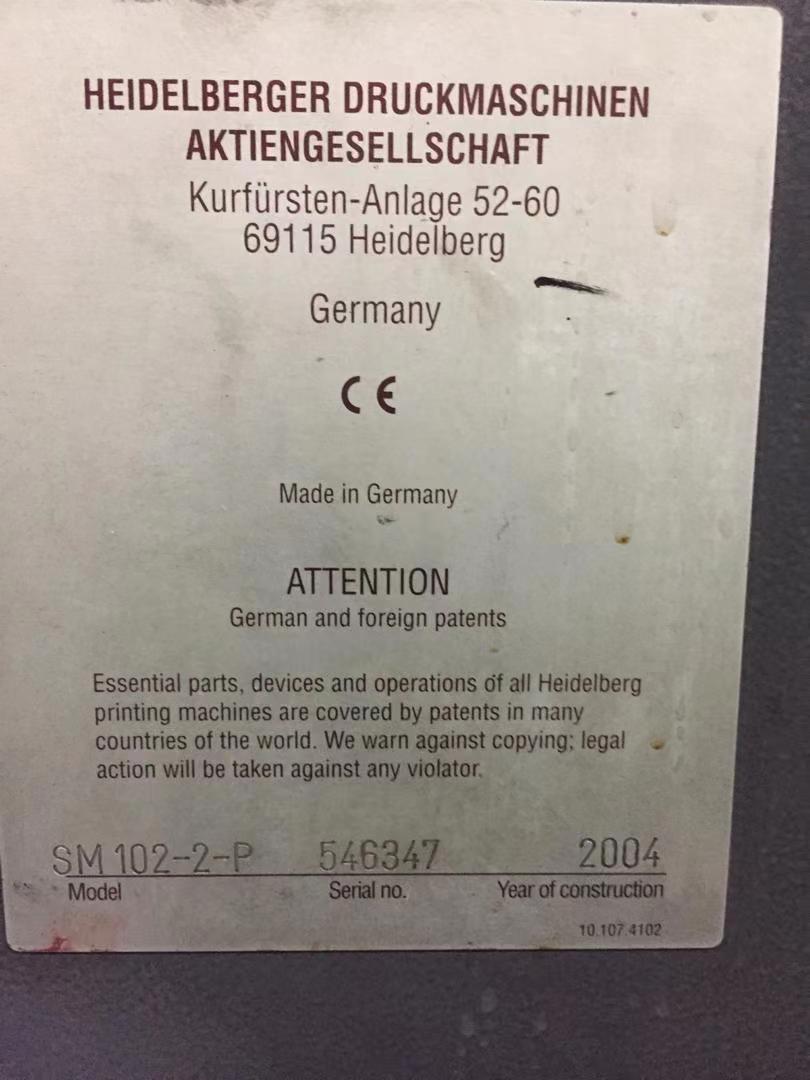 HEIDELBERGER DRUCKMASCHINEN
AKTIENGESELLSCHAFT
Kurfürsten-Anlage 52-60
69115 Heidelberg
Germany
CE
Made in Germany
ATTENTION
German and foreign patents
Essential parts, devices and operations of all Heidelberg
printing machines are covered by patents in many
countries of the world. We warn against copying; legal
action will be taken against any violator.
SM 102-2-P 546347 2004
Model Serial no. Year of construction
10.107.4102